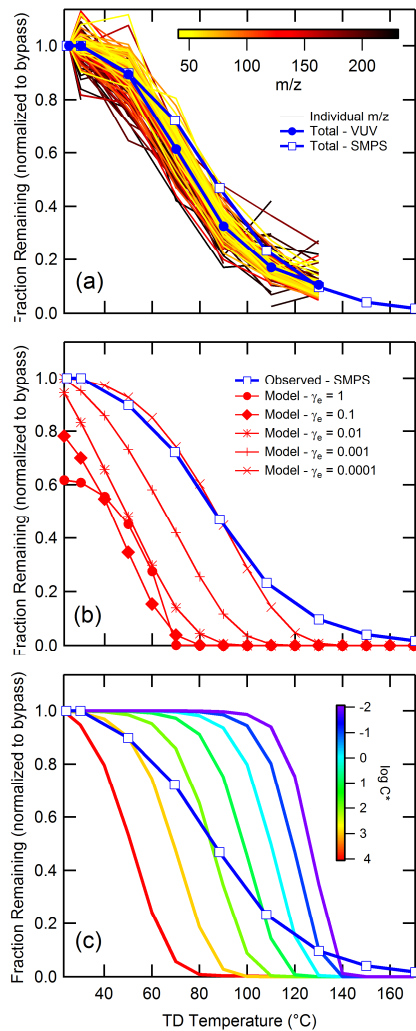 Fraction Remaining (normalized to bypass)
1.0
0.8
0.6
0.4
0.2
0.0
50
100
150
200
m/z
Individual m/z
Total - VUV
Total - SMPS
(a)
Fraction Remaining (normalized to bypass)
1.0
0.8
0.6
0.4
0.2
0.0
Observed - SMPS
Model - γe = 1
Model - γe = 0.1
Model - γe = 0.01
Model - γe = 0.001
Model - γe = 0.0001
(b)
Fraction Remaining (normalized to bypass)
1.0
0.8
0.6
0.4
0.2
0.0
-2
-1
0
1
2
3
4
log C*
(c)
40
60
80
100
120
140
160
TD Temperature (°C)